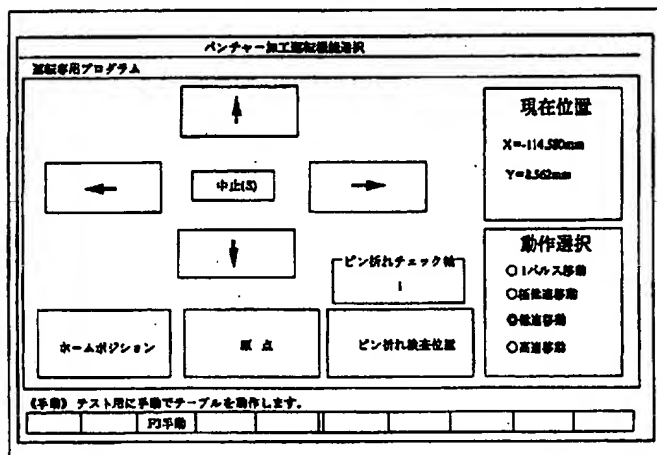 パンチャー加工運転機能選択
運転専用プログラム
現在位置
X=-114.580mm
Y=8.562mm
中止(S)
ピン折れチェック軸
1
動作選択
1パルス移動
極低速移動
低速移動
高速移動
ホームポジション
原点
ピン折れ検査位置
《手動》 テスト用に手動でテーブルを動作します。
F3手動